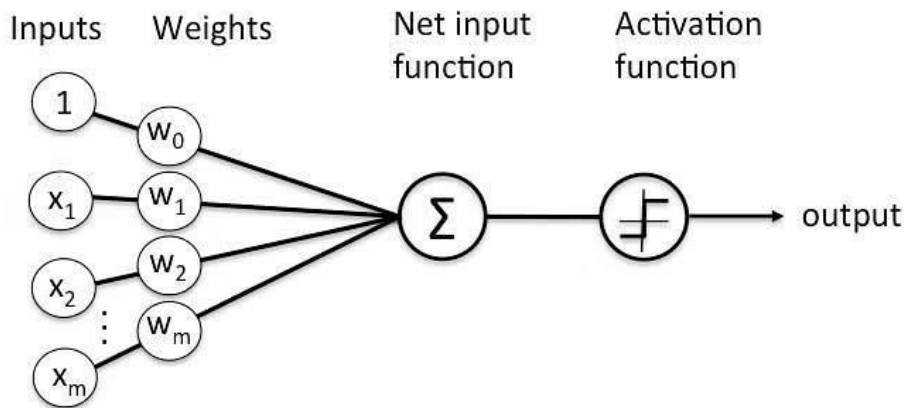 Inputs
Weights
Net input
function
Activation
function
1
w₀
x₁
w₁
Σ
output
x₂
w₂
⋮
wₘ
xₘ